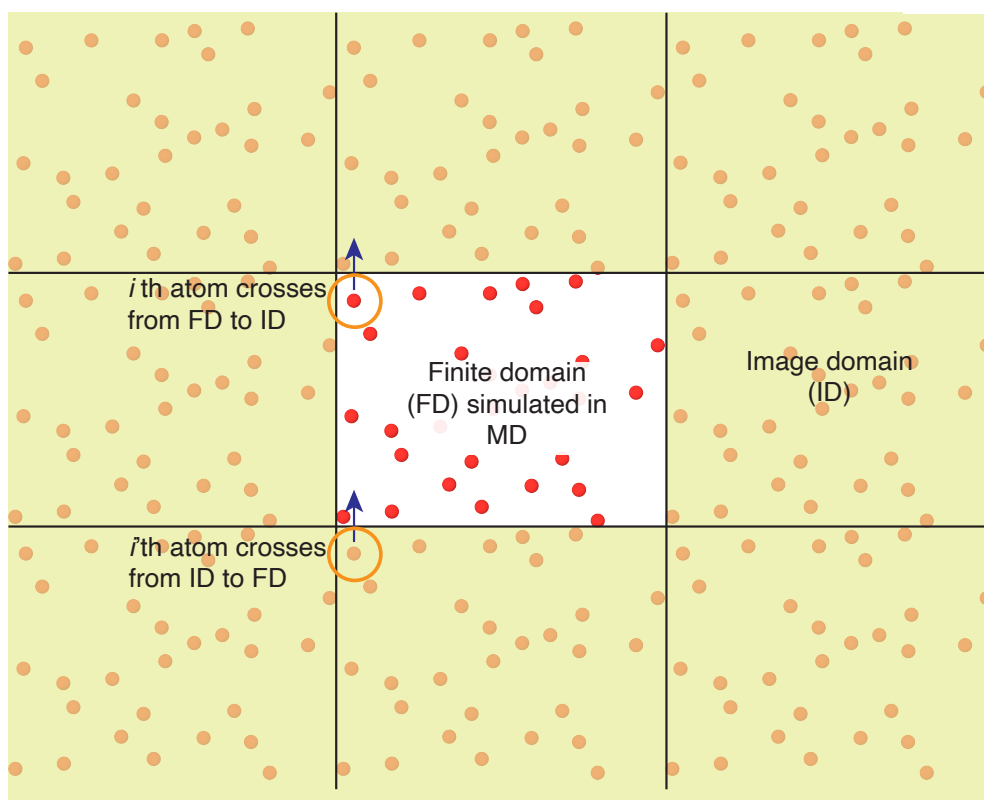 i th atom crosses
from FD to ID
Finite domain
(FD) simulated in
MD
Image domain
(ID)
i'th atom crosses
from ID to FD